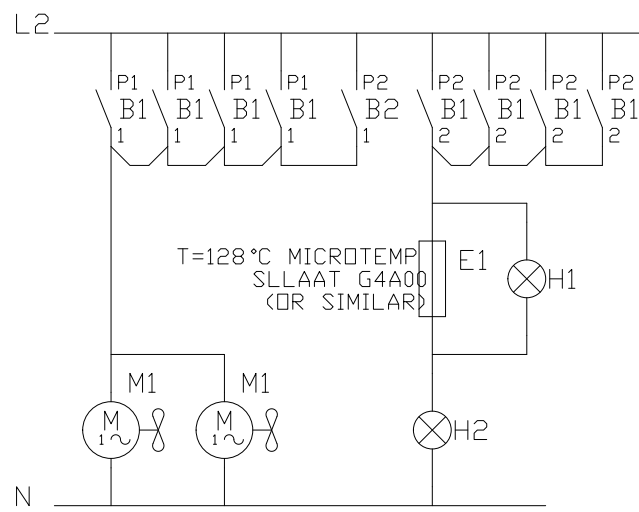 L2
P1 P1 P1 P1 P2 P2 P2 P2 P2
B1 B1 B1 B1 B2 B1 B1 B1 B1
1 1 1 1 1 2 2 2 2
T=128°C MICROTEMP
SLLAAT G4A00
(OR SIMILAR)
E1
H1
M1 M1
M M
1~ 1~
H2
N